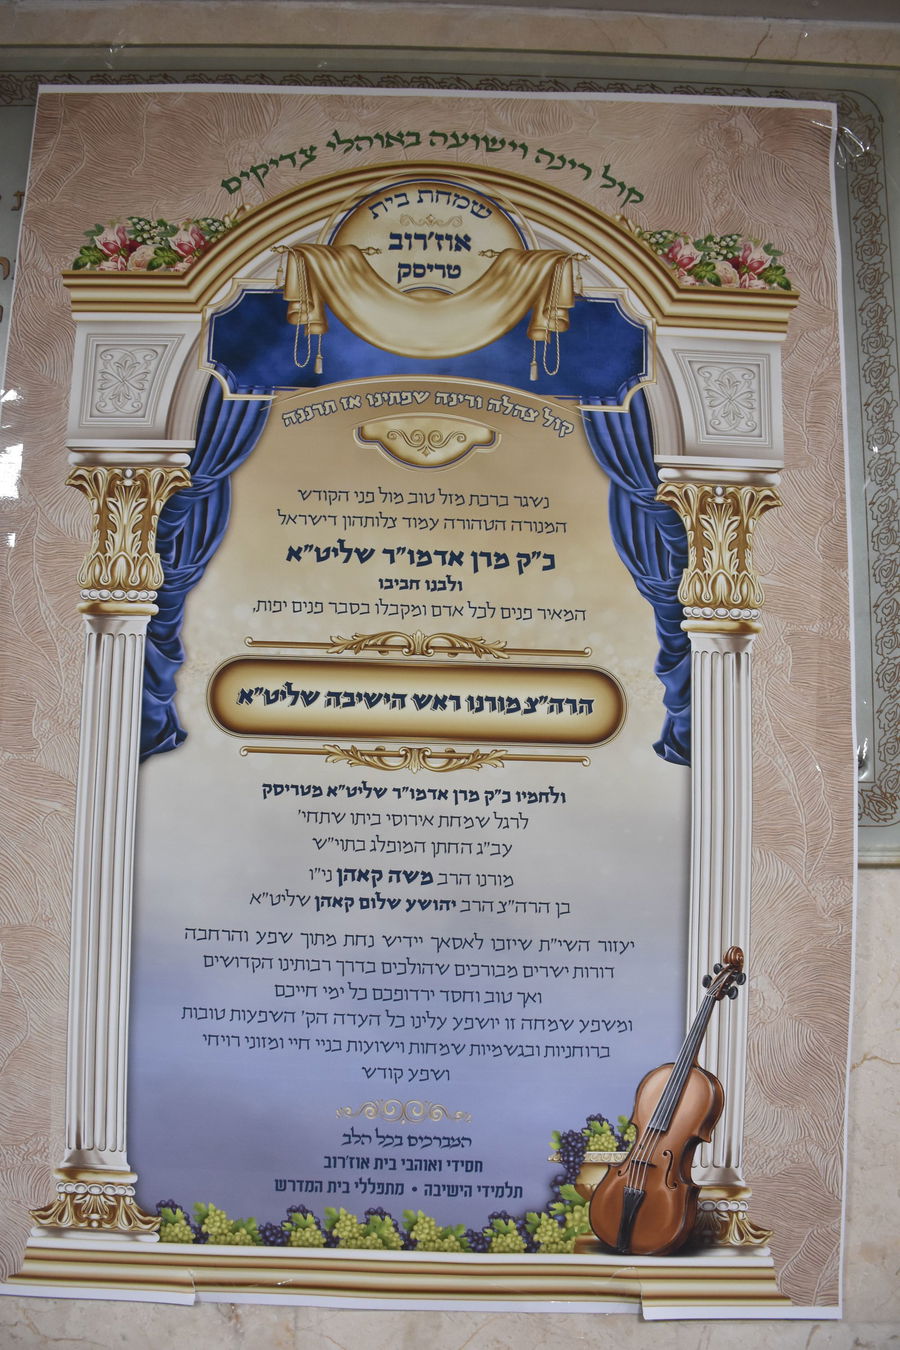 קול רינה וישועה באוהלי צדיקים
שמחת בית
אוז'רוב
טריסק
קול צהלה ורינה שפתינו אז תרננה
נשגר ברכת מזל טוב מול פני הקודש
המנורה הטהורה עמוד צלותהון דישראל
כ"ק מרן אדמו"ר שליט"א
ולבנו חביבו
המאיר פנים לכל אדם ומקבלו בסבר פנים יפות,
הרה"צ מורנו ראש הישיבה שליט"א
ולחמיו כ"ק מרן אדמו"ר שליט"א מטריסק
לרגל שמחת אירוסי ביתו שתחי'
עב"ג החתן המופלג בתוי"ש
מורנו הרב משה קאהן ני"ו
בן הרה"צ הרב יהושע שלום קאהן שליט"א
יעזור השי"ת שיזכו לאסאך יידיש נחת מתוך שפע והרחבה
דורות ישרים מבורכים שהולכים בדרך רבותינו הקדושים
ואך טוב וחסד ירדופכם כל ימי חייכם
ומשפע שמחה זו יושפע עלינו כל העדה הק' השפעות טובות
ברוחניות ובגשמיות שמחות וישועות בניי חיי ומזוני רויחי
ושפע קודש
המברכים בכל הלב
חסידי ואוהבי בית אוז'רוב
תלמידי הישיבה • מתפללי בית המדרש